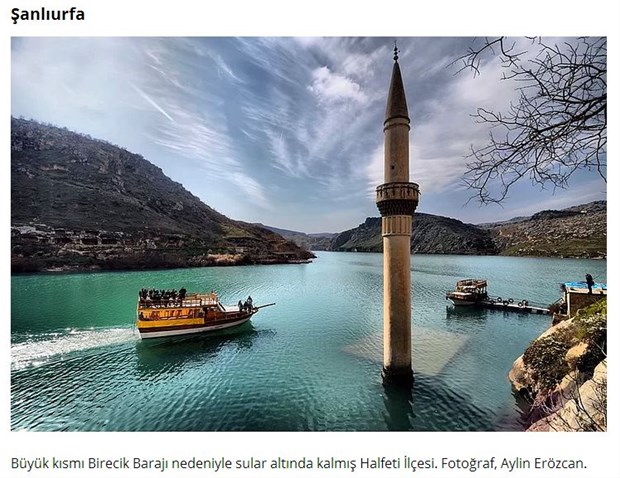 Şanlıurfa
Büyük kısmı Birecik Barajı nedeniyle sular altında kalmış Halfeti İlçesi. Fotoğraf, Aylin Erözcan.